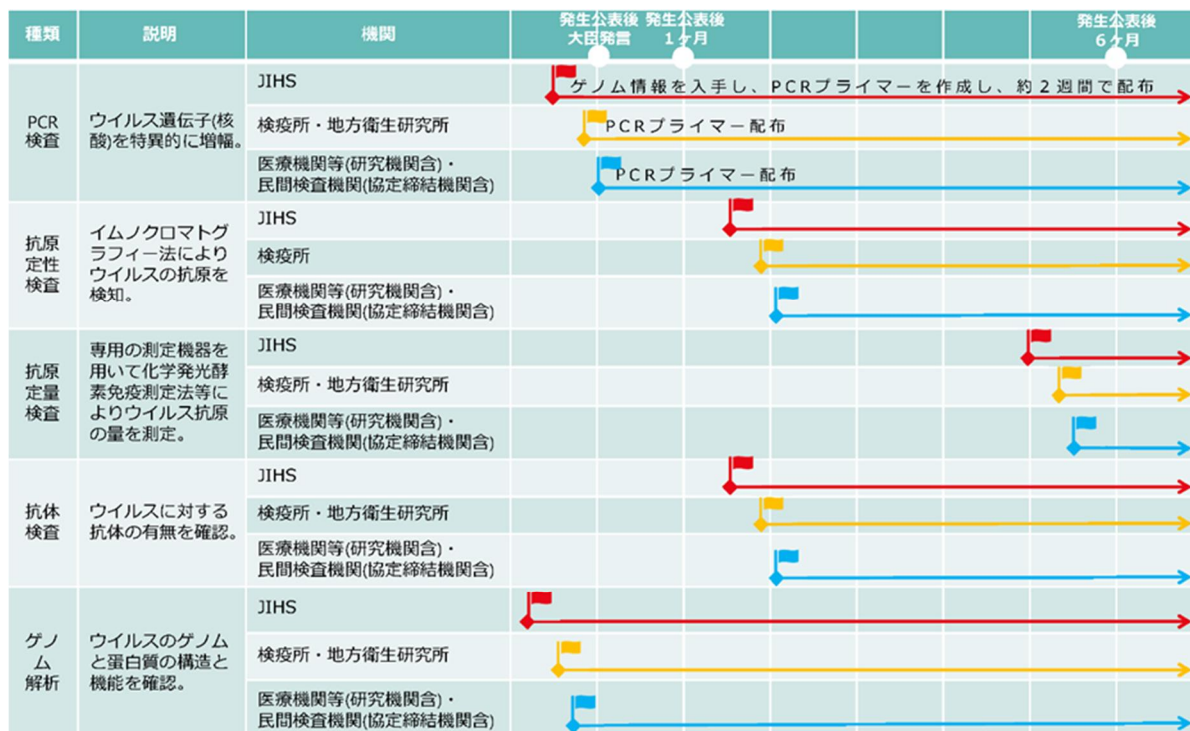 種類
説明
機関
発生公表後
大臣発言
発生公表後
1ヶ月
発生公表後
6ヶ月
PCR
検査
ウイルス遺伝子(核
酸)を特異的に増幅。
JIHS
ゲノム情報を入手し、PCRプライマーを作成し、約2週間で配布
検疫所・地方衛生研究所
PCRプライマー配布
医療機関等(研究機関含)・
民間検査機関(協定締結機関含)
PCRプライマー配布
抗原
定性
検査
イムノクロマトグ
ラフィー法により
ウイルスの抗原を
検知。
JIHS
検疫所
医療機関等(研究機関含)・
民間検査機関(協定締結機関含)
抗原
定量
検査
専用の測定機器を
用いて化学発光酵
素免疫測定法等に
よりウイルス抗原
の量を測定。
JIHS
検疫所・地方衛生研究所
医療機関等(研究機関含)・
民間検査機関(協定締結機関含)
抗体
検査
ウイルスに対する
抗体の有無を確認。
JIHS
検疫所・地方衛生研究所
医療機関等(研究機関含)・
民間検査機関(協定締結機関含)
ゲノ
ム
解析
ウイルスのゲノム
と蛋白質の構造と
機能を確認。
JIHS
検疫所・地方衛生研究所
医療機関等(研究機関含)・
民間検査機関(協定締結機関含)